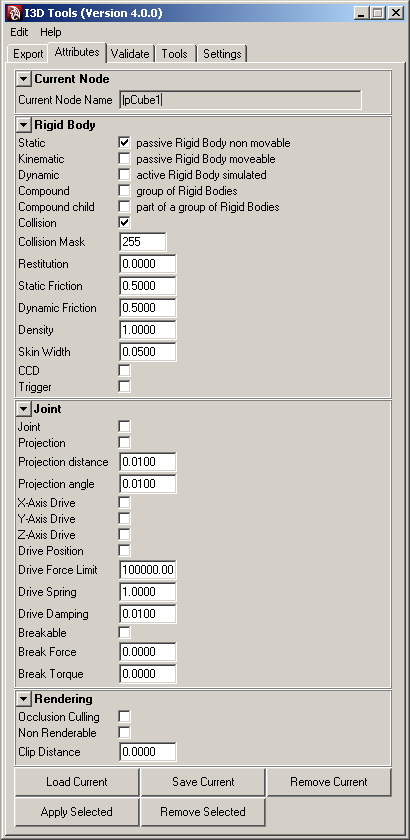 I3D Tools (Version 4.0.0)
Edit Help
Export Attributes Validate Tools Settings
Current Node
Current Node Name |pCube1
Rigid Body
Static passive Rigid Body non movable
Kinematic passive Rigid Body moveable
Dynamic active Rigid Body simulated
Compound group of Rigid Bodies
Compound child part of a group of Rigid Bodies
Collision
Collision Mask 255
Restitution 0.0000
Static Friction 0.5000
Dynamic Friction 0.5000
Density 1.0000
Skin Width 0.0500
CCD
Trigger
Joint
Joint
Projection
Projection distance 0.0100
Projection angle 0.0100
X-Axis Drive
Y-Axis Drive
Z-Axis Drive
Drive Position
Drive Force Limit 100000.00
Drive Spring 1.0000
Drive Damping 0.0100
Breakable
Break Force 0.0000
Break Torque 0.0000
Rendering
Occlusion Culling
Non Renderable
Clip Distance 0.0000
Load Current Save Current Remove Current
Apply Selected Remove Selected